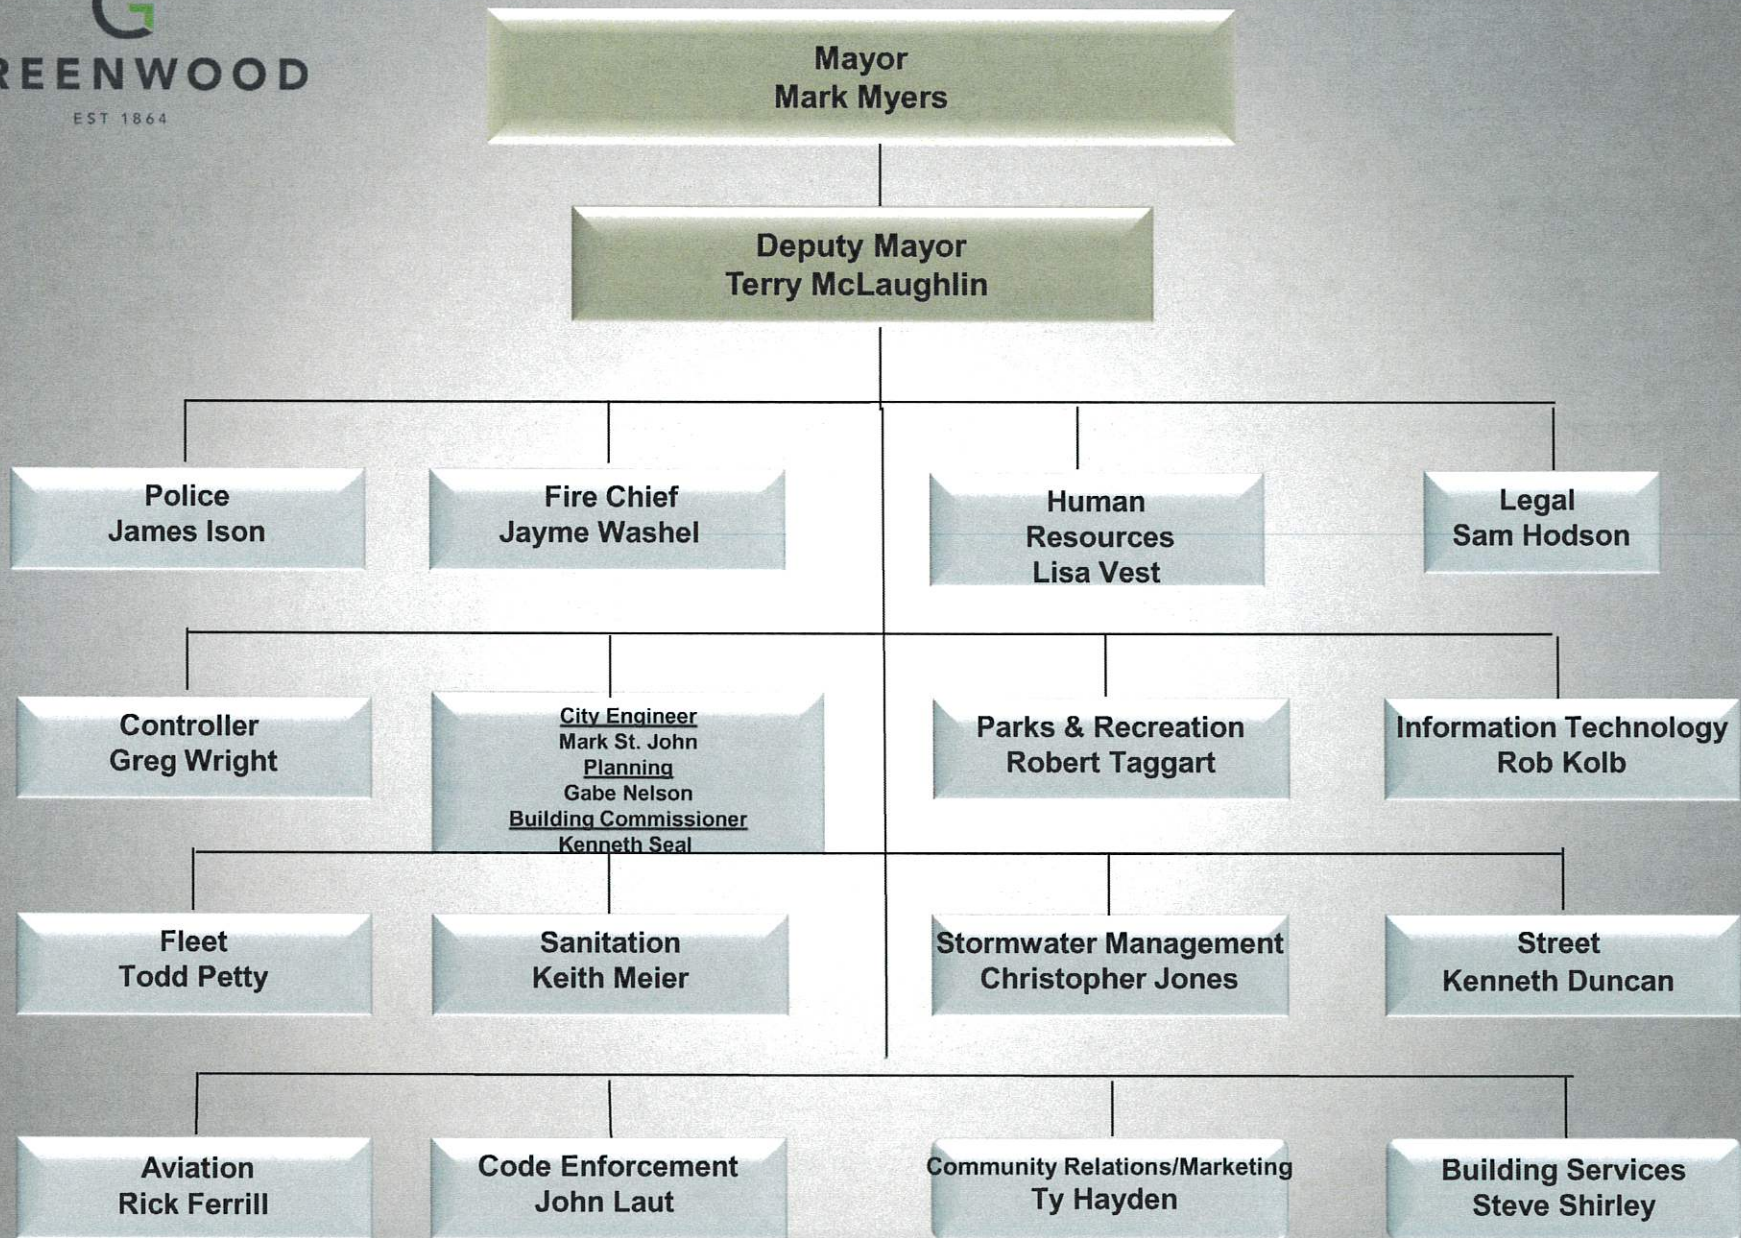 REENWOOD
EST 1864
Mayor
Mark Myers
Deputy Mayor
Terry McLaughlin
Police
James Ison
Fire Chief
Jayme Washel
Human
Resources
Lisa Vest
Legal
Sam Hodson
Controller
Greg Wright
City Engineer
Mark St. John
Planning
Gabe Nelson
Building Commissioner
Kenneth Seal
Parks & Recreation
Robert Taggart
Information Technology
Rob Kolb
Fleet
Todd Petty
Sanitation
Keith Meier
Stormwater Management
Christopher Jones
Street
Kenneth Duncan
Aviation
Rick Ferrill
Code Enforcement
John Laut
Community Relations/Marketing
Ty Hayden
Building Services
Steve Shirley